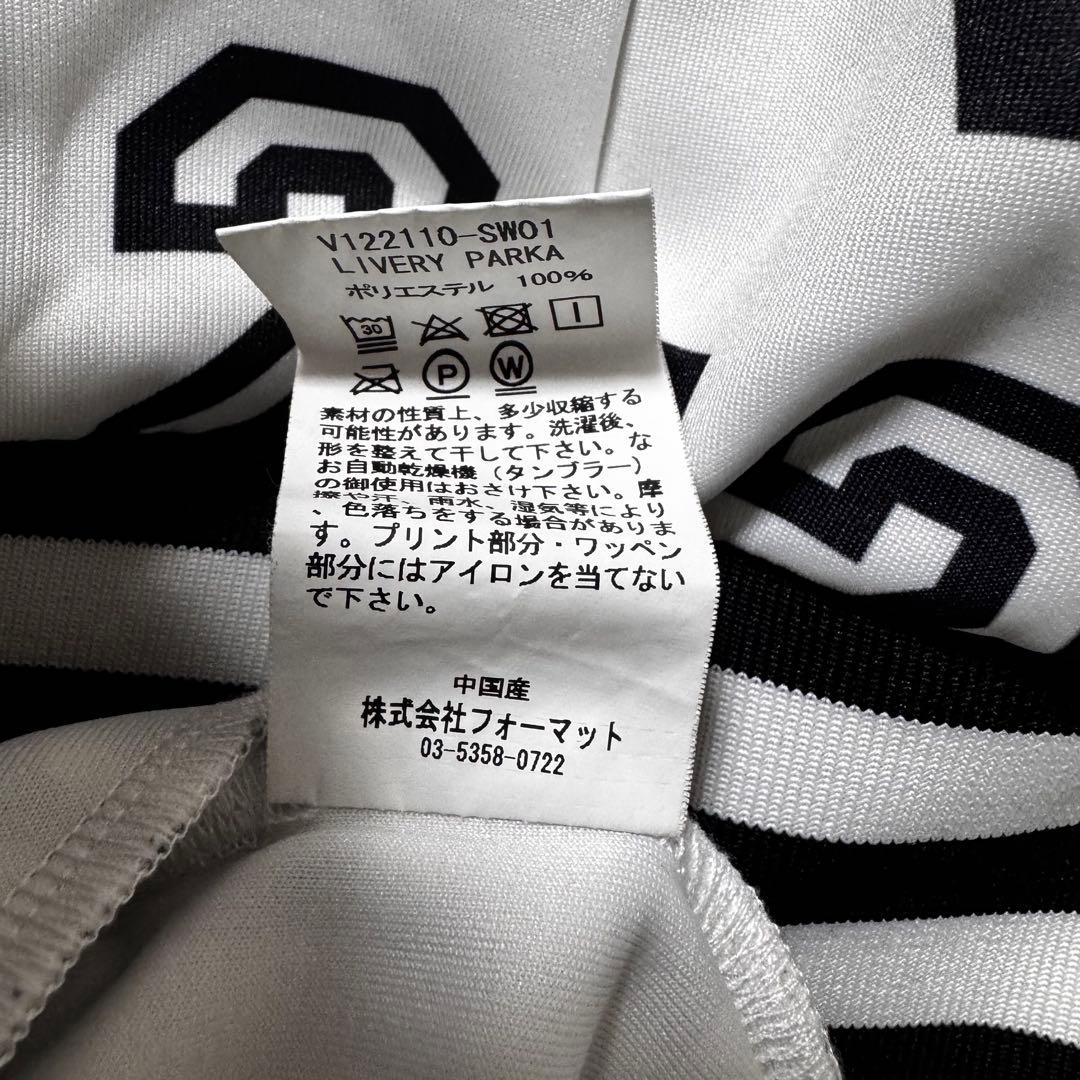 V122110-SW01
LIVERY PARKA
ポリエステル 100%
30
P W
素材の性質上、多少収縮する
可能性があります。洗濯後、
形を整えて干して下さい。な
お自動乾燥機（タンブラー）
の御使用はおさけ下さい。摩
擦や汗、雨水、湿気等により
、色落ちをする場合がありま
す。プリント部分・ワッペン
部分にはアイロンを当てない
で下さい。
中国産
株式会社フォーマット
03-5358-0722